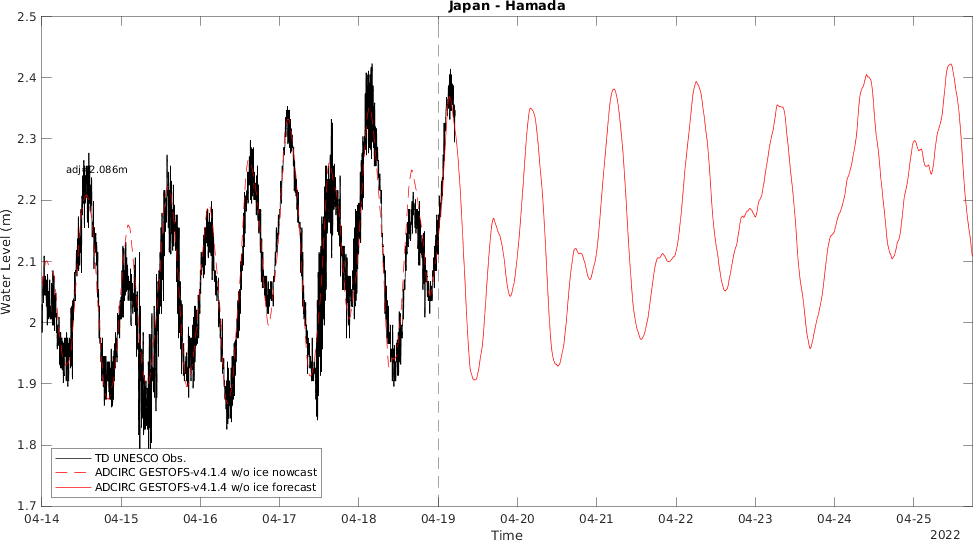 Japan - Hamada
2.5
2.4
2.3
2.2
2.1
2
1.9
1.8
1.7
Water Level (m)
adj=2.086m
TD UNESCO Obs.
ADCIRC GESTOFS-v4.1.4 w/o ice nowcast
ADCIRC GESTOFS-v4.1.4 w/o ice forecast
04-14 04-15 04-16 04-17 04-18 04-19 04-20 04-21 04-22 04-23 04-24 04-25
Time
2022